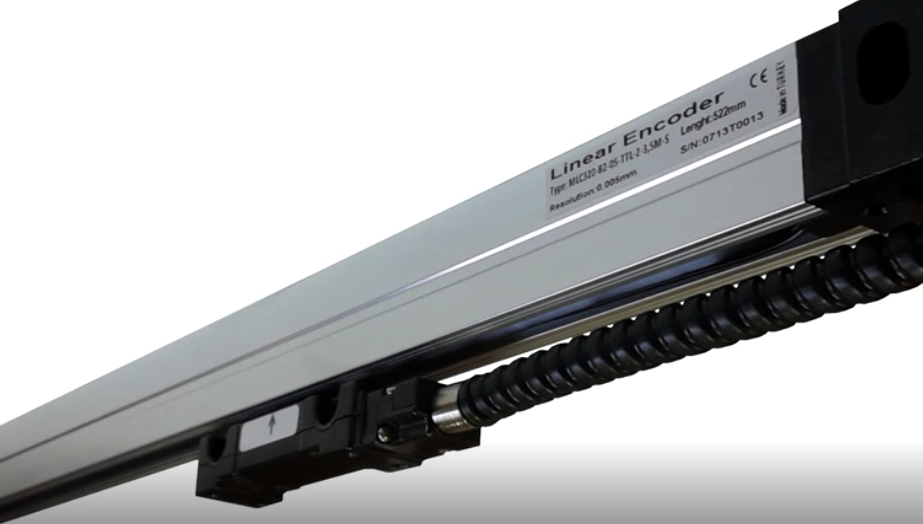 Linear Encoder
CE
Made in TURKEY
Type: MLC320-B2-05-TTL-2-3,5M-S
Lenght:522mm
Resolution:0.005mm
S/N: 0713T0013